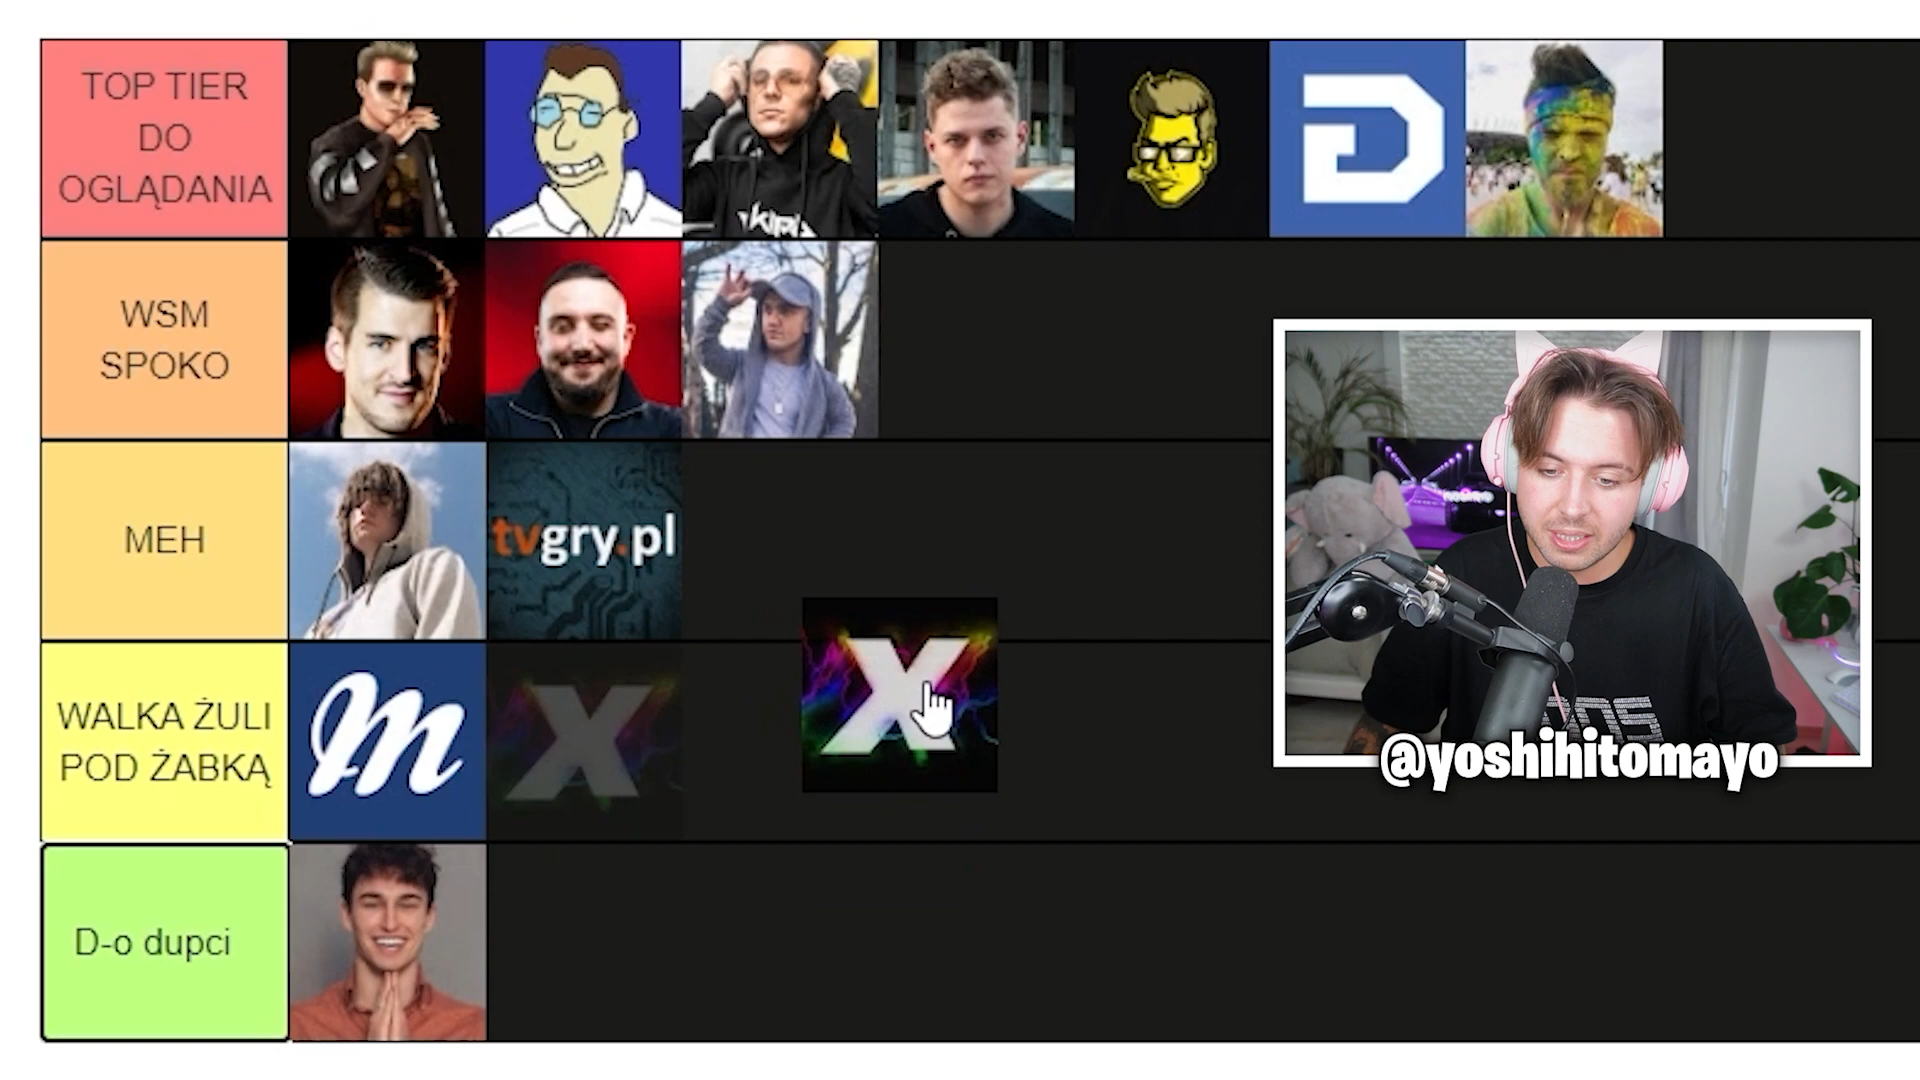 TOP TIER
DO
OGLĄDANIA
WSM
SPOKO
MEH
tvgry.pl
X
X
WALKA ŻULI
POD ŻABKĄ
m
D-o dupci
D
@yoshihitomayo